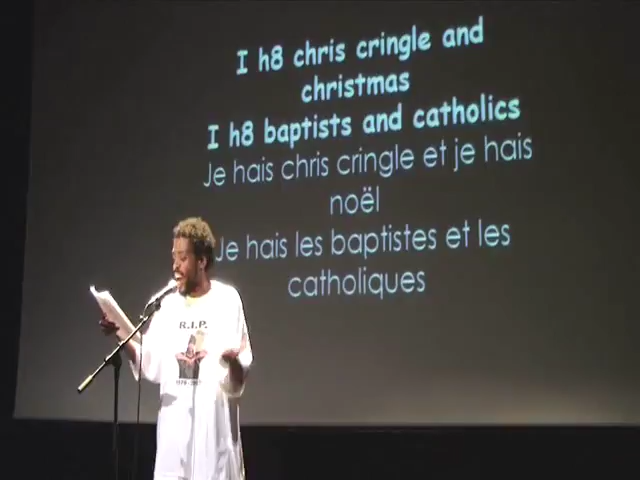 I h8 chris cringle and
christmas
I h8 baptists and catholics
Je hais chris cringle et je hais
noël
Je hais les baptistes et les
catholiques
R.I.P.